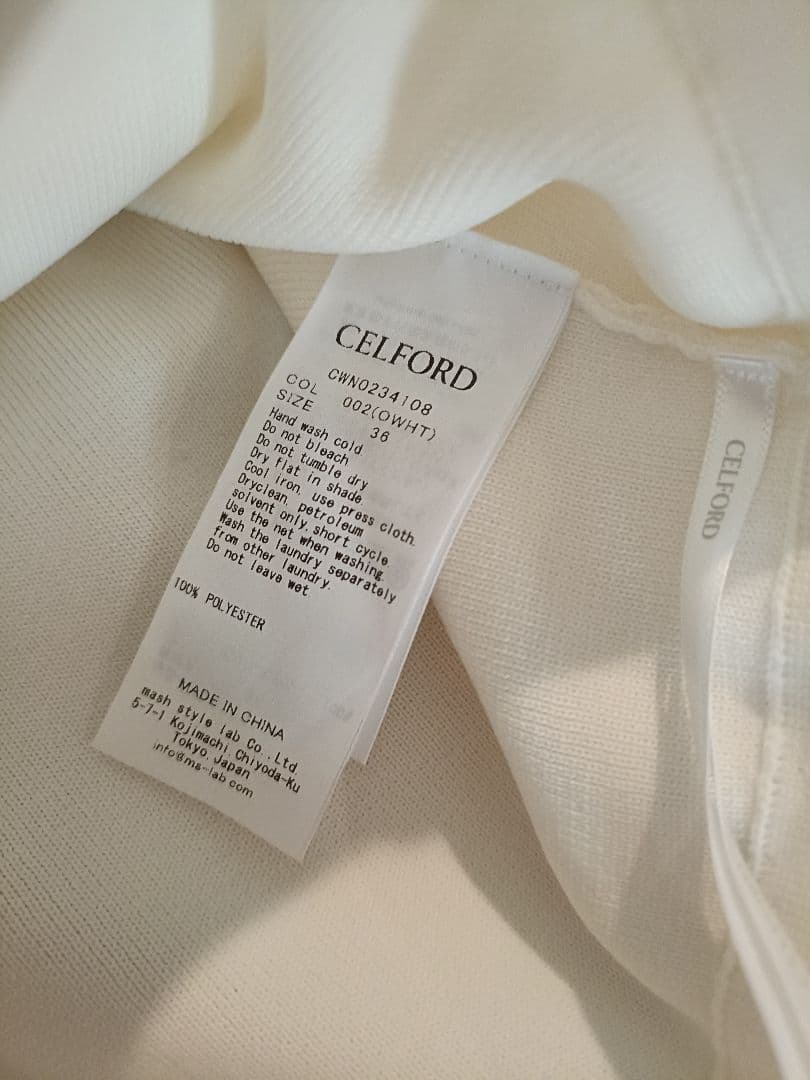 CELFORD
CWNO234108
COL 002(OWHT)
SIZE 36
Hand wash cold
Do not bleach
Do not tumble dry
Dry flat in shade.
Cool iron, use press cloth.
Dryclean, petroleum
solvent only, short cycle.
Use the net when washing.
Wash the laundry separately
from other laundry.
Do not leave wet.
100% POLYESTER
MADE IN CHINA
mash style lab Co., Ltd.
5-7-1 Kojimachi, Chiyoda-Ku
Tokyo, Japan
info@ms-lab.com
CELFORD